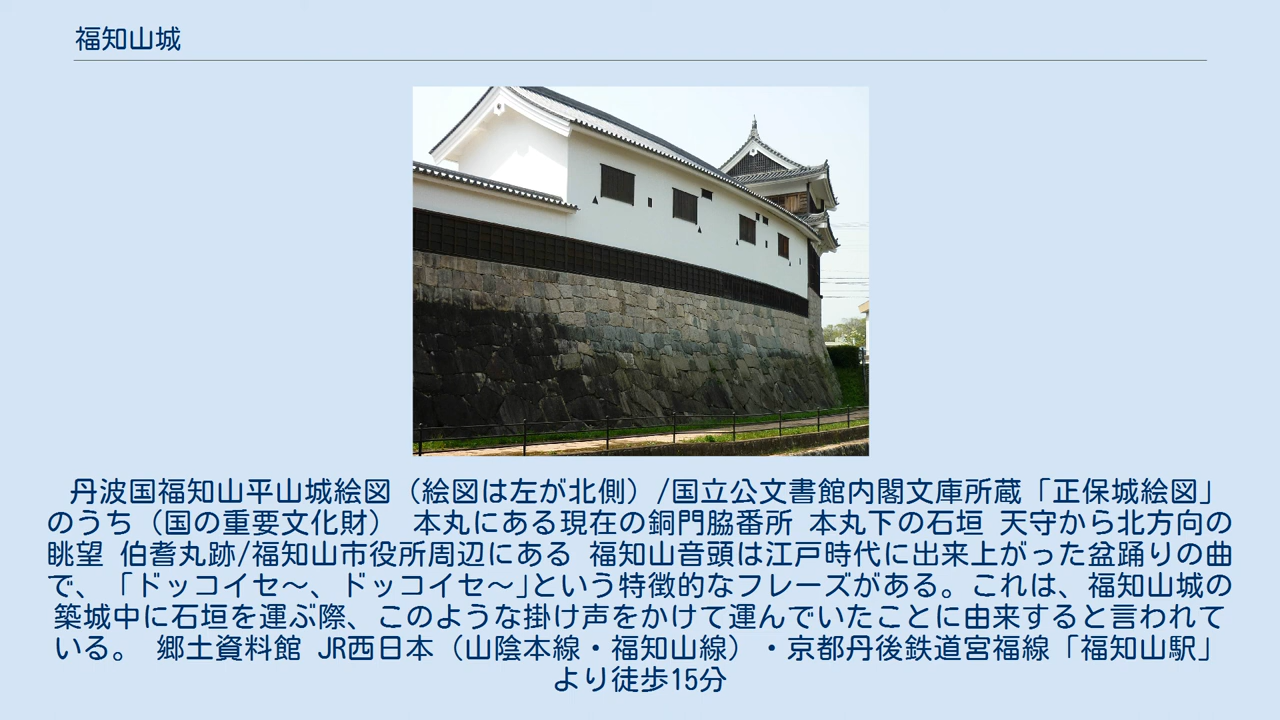 福知山城
丹波国福知山平山城絵図（絵図は左が北側）/国立公文書館内閣文庫所蔵「正保城絵図」
のうち（国の重要文化財） 本丸にある現在の銅門脇番所 本丸下の石垣 天守から北方向の
眺望 伯耆丸跡/福知山市役所周辺にある 福知山音頭は江戸時代に出来上がった盆踊りの曲
で、「ドッコイセ〜、ドッコイセ〜」という特徴的なフレーズがある。これは、福知山城の
築城中に石垣を運ぶ際、このような掛け声をかけて運んでいたことに由来すると言われて
いる。 郷土資料館 JR西日本（山陰本線・福知山線）・京都丹後鉄道宮福線「福知山駅」
より徒歩15分